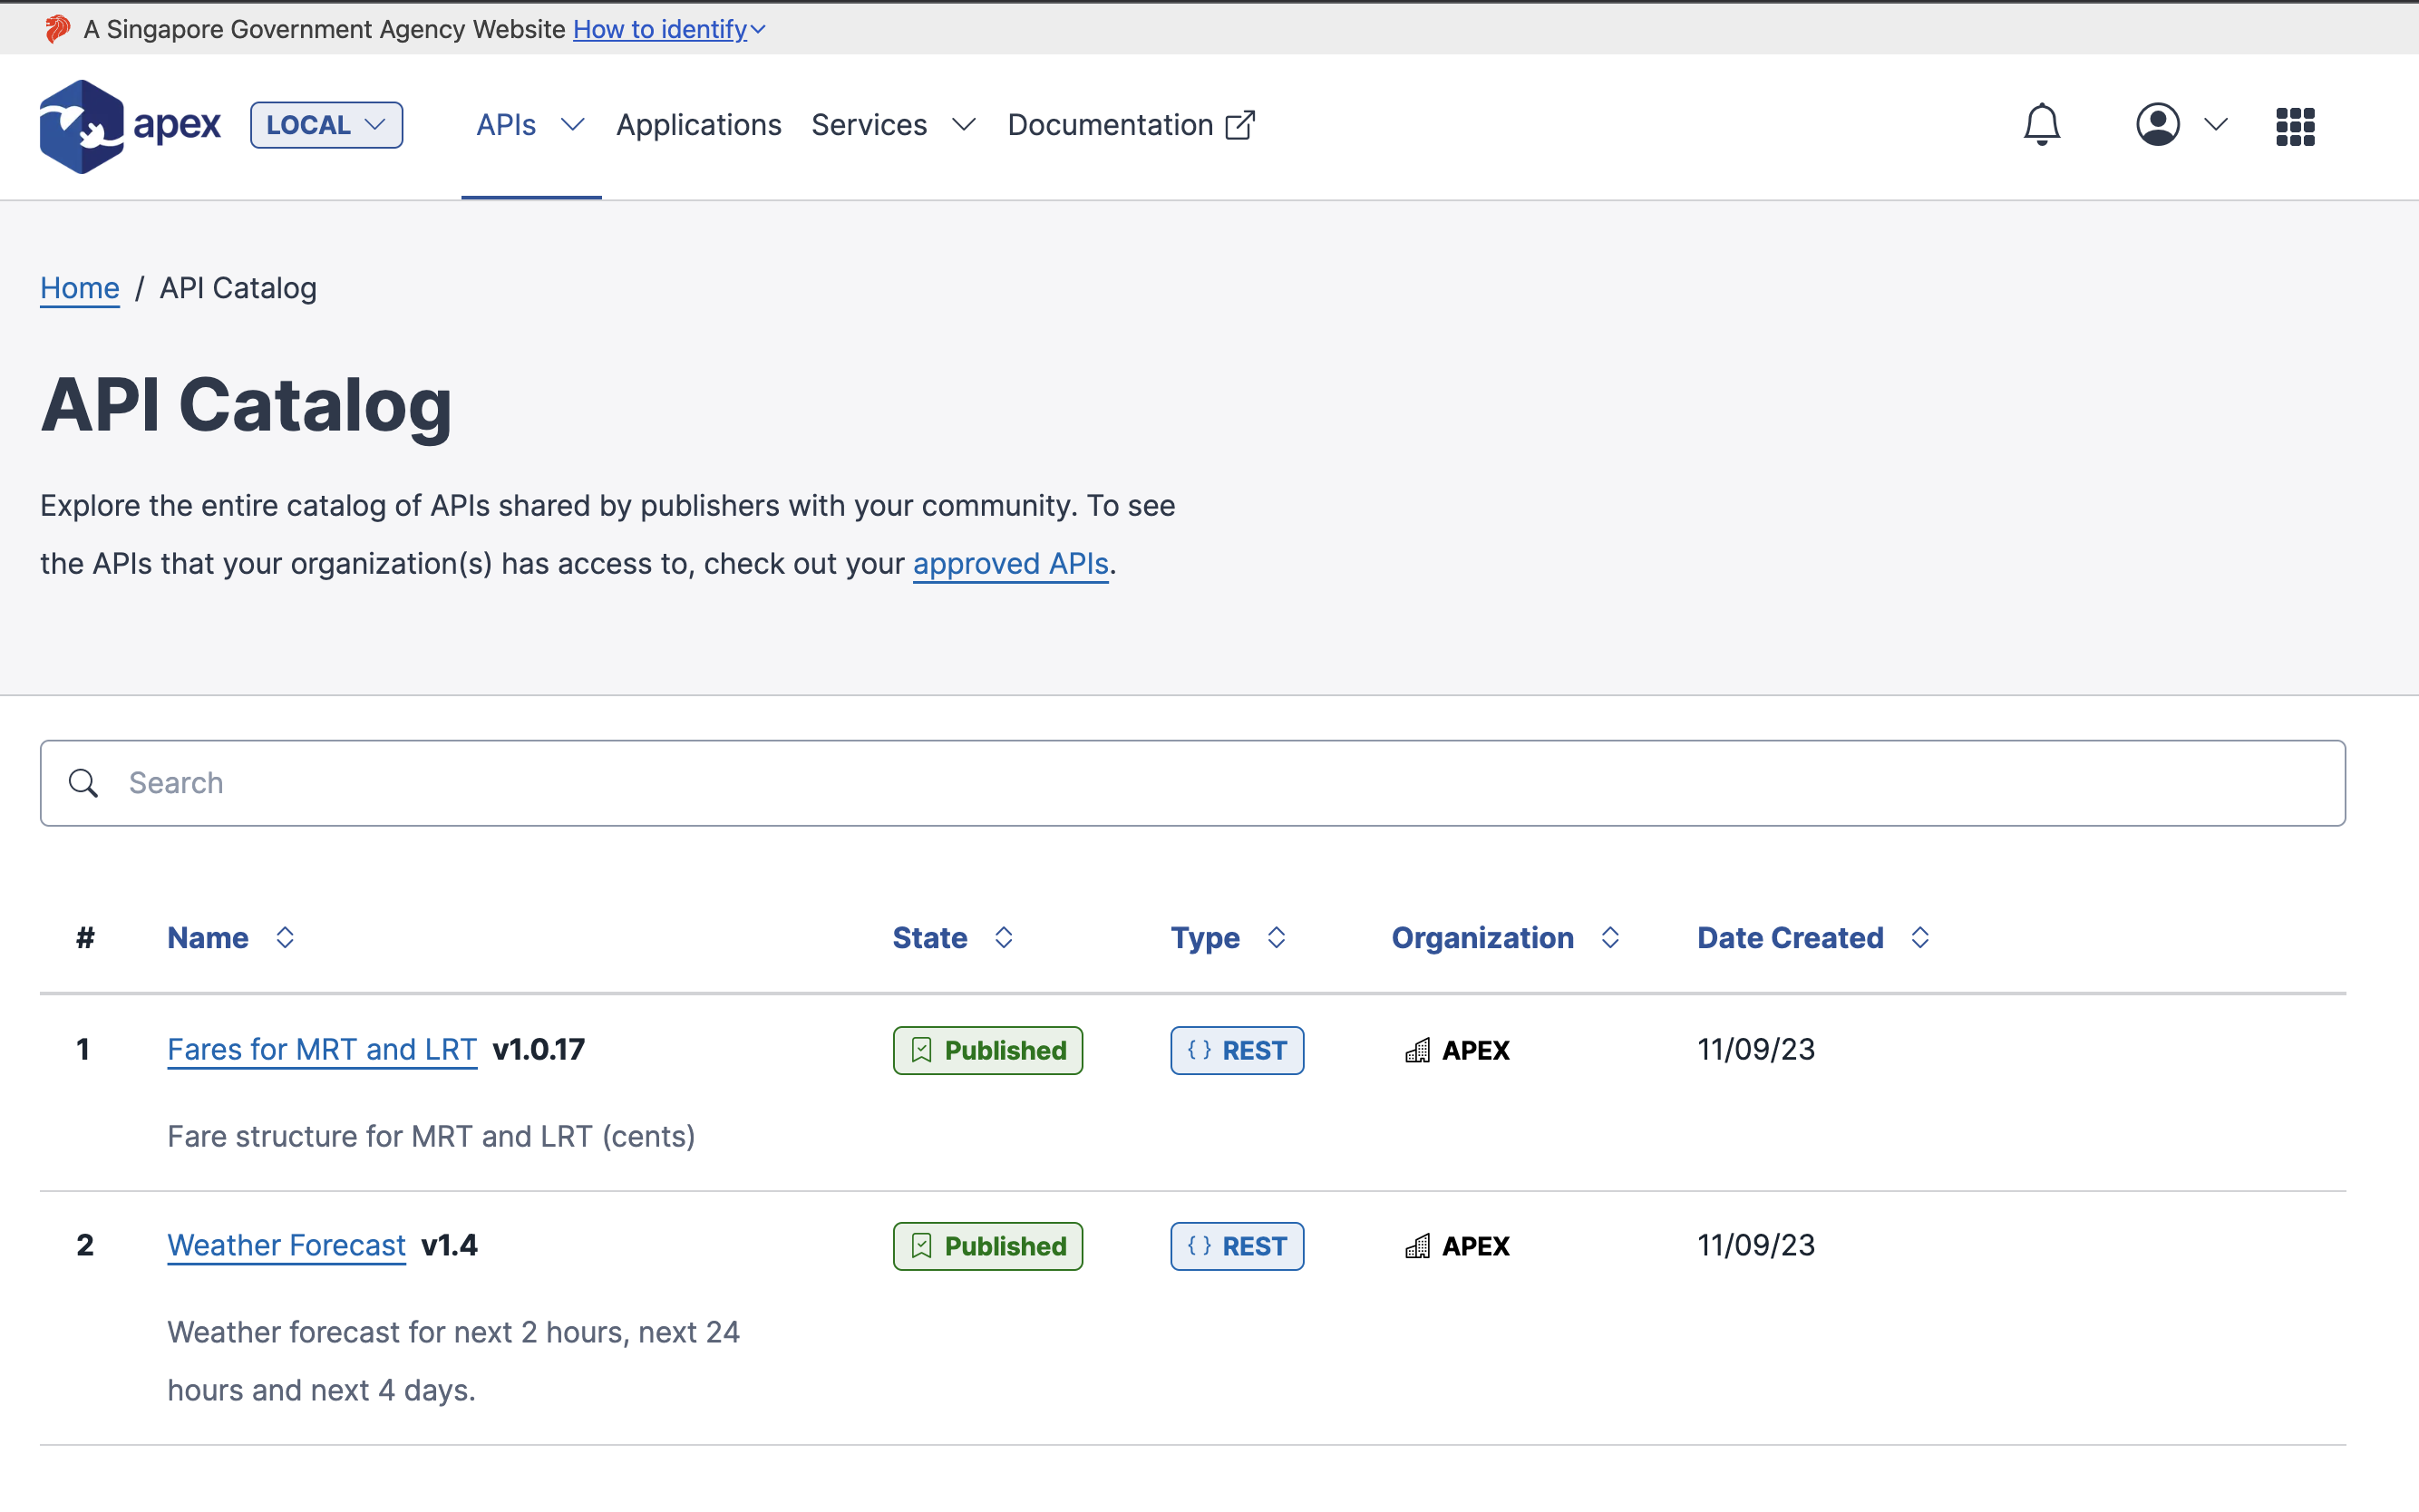 A Singapore Government Agency Website How to identify
apex LOCAL APIs Applications Services Documentation
Home / API Catalog
API Catalog
Explore the entire catalog of APIs shared by publishers with your community. To see
the APIs that your organization(s) has access to, check out your approved APIs.
Search
# Name State Type Organization Date Created
1 Fares for MRT and LRT v1.0.17 Published {} REST APEX 11/09/23
Fare structure for MRT and LRT (cents)
2 Weather Forecast v1.4 Published {} REST APEX 11/09/23
Weather forecast for next 2 hours, next 24
hours and next 4 days.